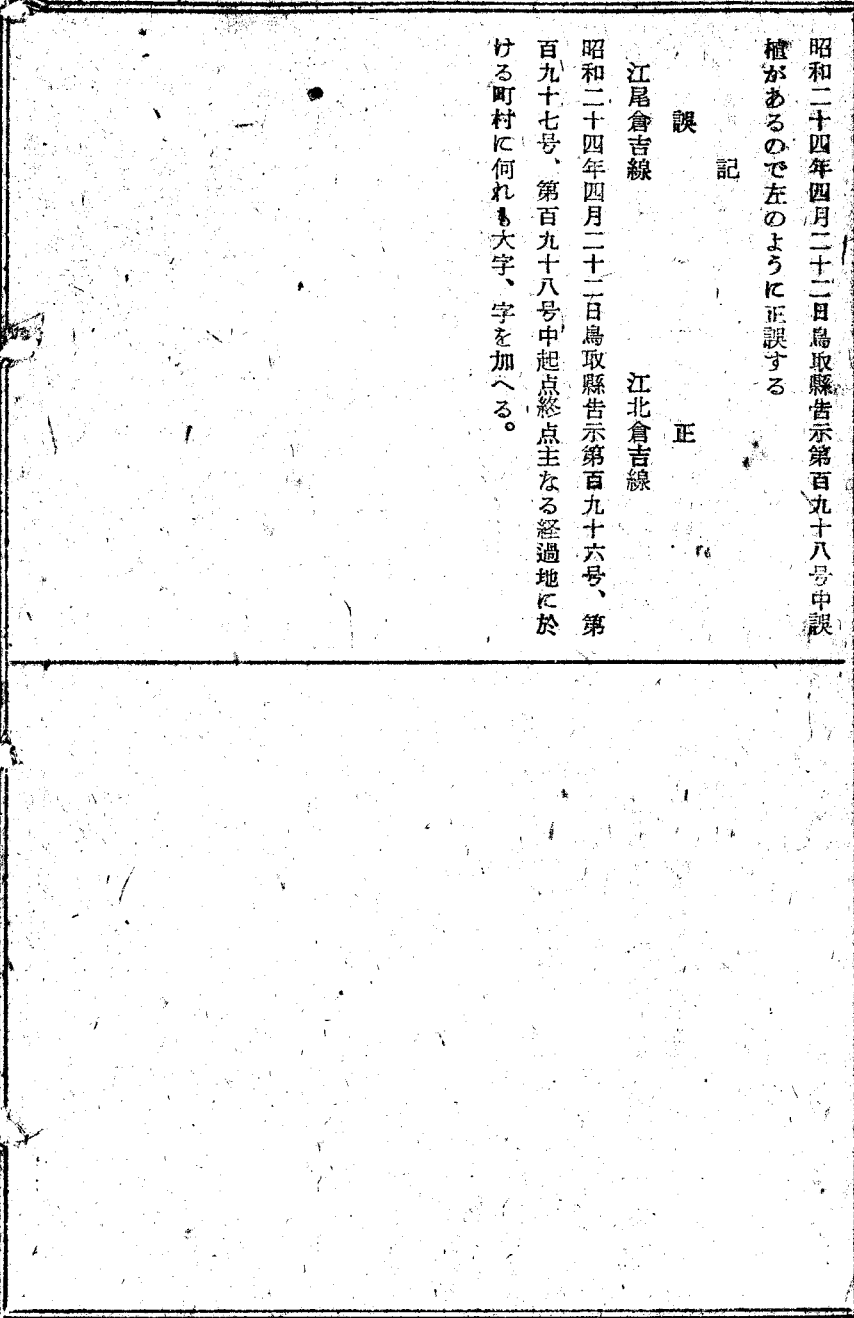 昭和二十四年四月二十二日鳥取縣告示第百九十八号中誤
植があるので左のように正誤する
記
誤　正
江尾倉吉線　江北倉吉線
昭和二十四年四月二十二日鳥取縣告示第百九十六号、第
百九十七号、第百九十八号中起点終点主なる経過地に於
ける町村に何れも大字、字を加へる。